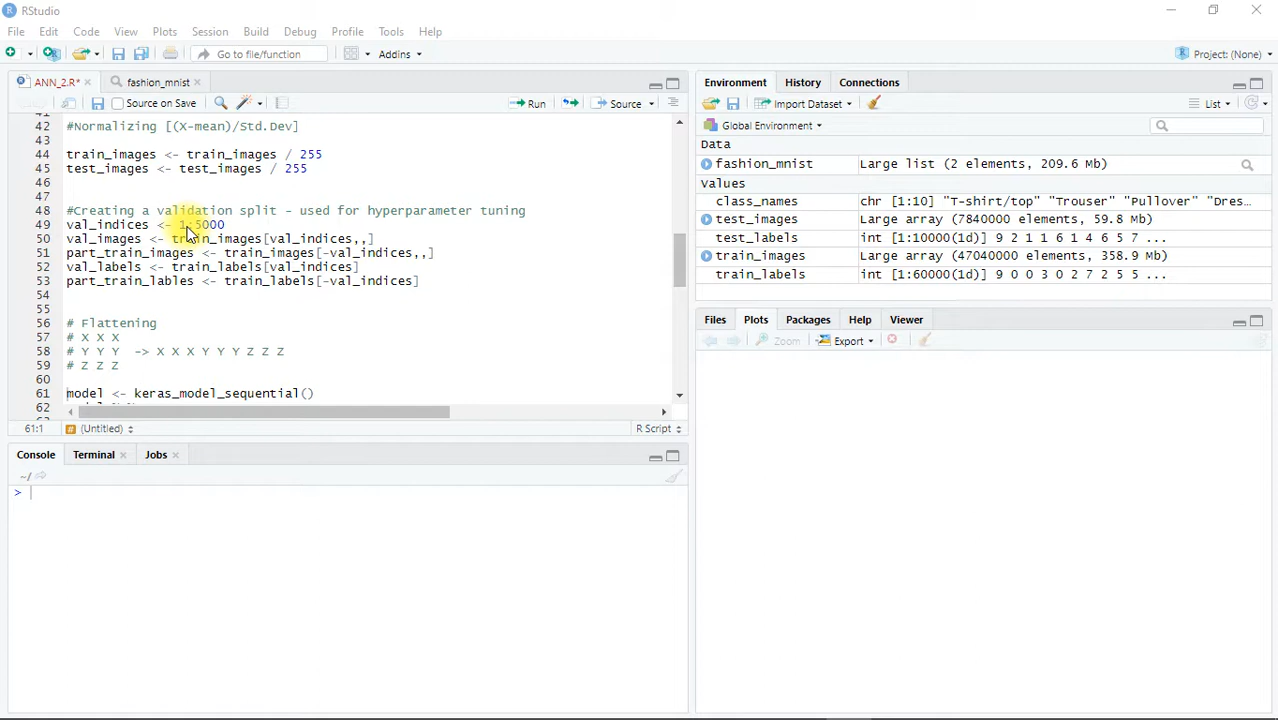 RStudio
File Edit Code View Plots Session Build Debug Profile Tools Help
Go to file/function Addins Project: (None)
ANN_2.R* fashion_mnist
Source on Save Run Source
41
42 #Normalizing [(X-mean)/Std.Dev]
43
44 train_images <- train_images / 255
45 test_images <- test_images / 255
46
47
48 #Creating a validation split - used for hyperparameter tuning
49 val_indices <- 1:5000
50 val_images <- train_images[val_indices,,]
51 part_train_images <- train_images[-val_indices,,]
52 val_labels <- train_labels[val_indices]
53 part_train_lables <- train_labels[-val_indices]
54
55
56 # Flattening
57 # X X X
58 # Y Y Y -> X X X Y Y Y Z Z Z
59 # Z Z Z
60
61 model <- keras_model_sequential()
62
61:1 (Untitled) R Script
Console Terminal Jobs
~/
>
Environment History Connections
Import Dataset List
Global Environment
Data
fashion_mnist Large list (2 elements, 209.6 Mb)
Values
class_names chr [1:10] "T-shirt/top" "Trouser" "Pullover" "Dres...
test_images Large array (7840000 elements, 59.8 Mb)
test_labels int [1:10000(1d)] 9 2 1 1 6 1 4 6 5 7 ...
train_images Large array (47040000 elements, 358.9 Mb)
train_labels int [1:60000(1d)] 9 0 0 3 0 2 7 2 5 5 ...
Files Plots Packages Help Viewer
Zoom Export